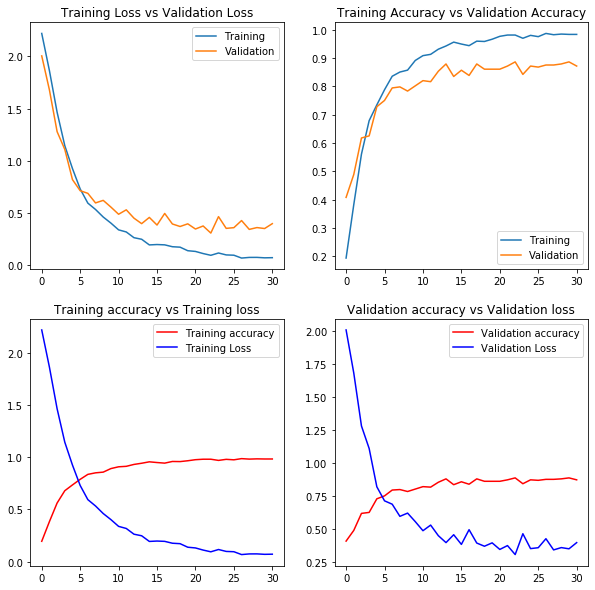 Training Loss vs Validation Loss
Training
Validation
2.0
1.5
1.0
0.5
0.0
0 5 10 15 20 25 30
Training Accuracy vs Validation Accuracy
1.0
0.9
0.8
0.7
0.6
0.5
0.4
0.3
0.2
Training
Validation
0 5 10 15 20 25 30
Training accuracy vs Training loss
Training accuracy
Training Loss
2.0
1.5
1.0
0.5
0.0
0 5 10 15 20 25 30
Validation accuracy vs Validation loss
Validation accuracy
Validation Loss
2.00
1.75
1.50
1.25
1.00
0.75
0.50
0.25
0 5 10 15 20 25 30